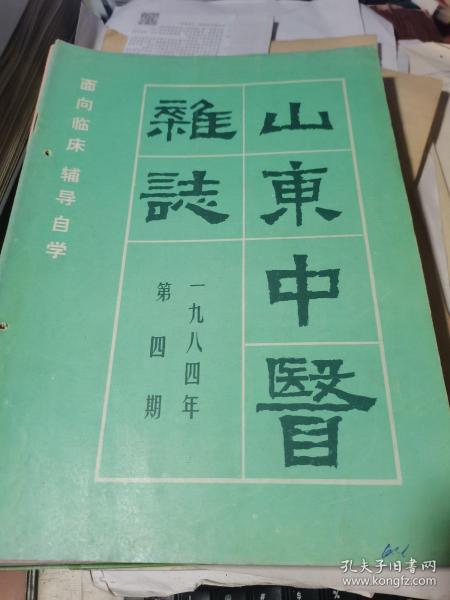 山東中醫
雜誌
一九八四年
第四期
面向临床 辅导自学
孔夫子旧书网
www.kongfz.com